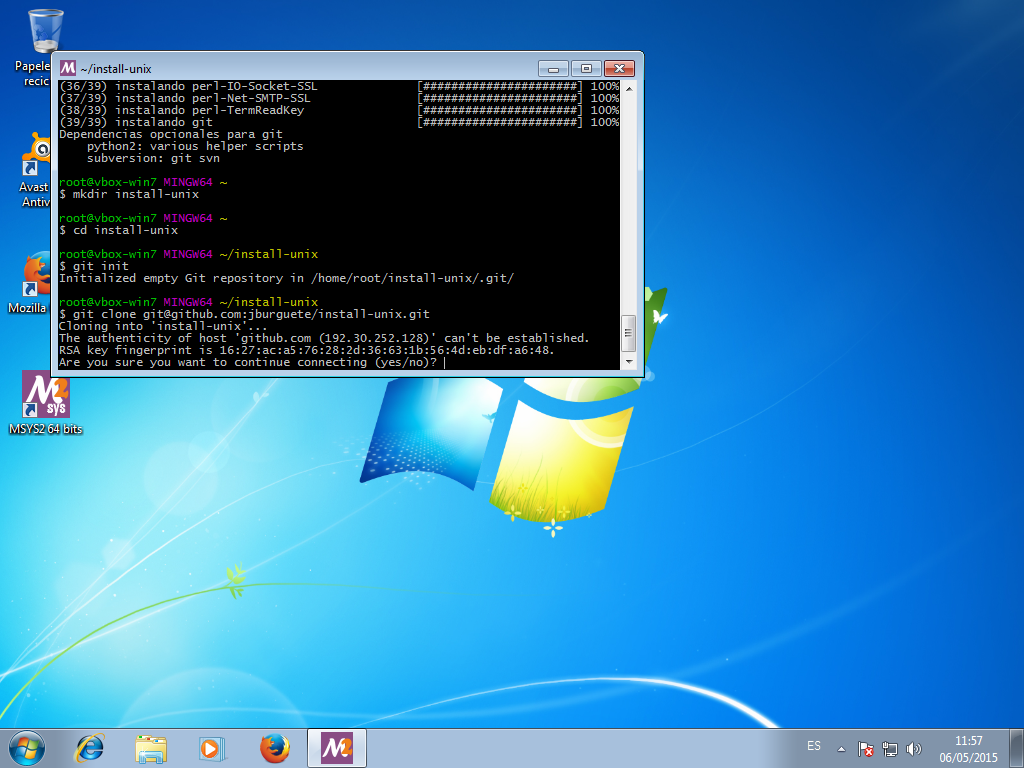 Papele
recic
~/install-unix
(36/39) instalando perl-IO-Socket-SSL [######################] 100%
(37/39) instalando perl-Net-SMTP-SSL [######################] 100%
(38/39) instalando perl-TermReadKey [######################] 100%
(39/39) instalando git [######################] 100%
Dependencias opcionales para git
python2: various helper scripts
subversion: git svn
root@vbox-win7 MINGW64 ~
$ mkdir install-unix
root@vbox-win7 MINGW64 ~
$ cd install-unix
root@vbox-win7 MINGW64 ~/install-unix
$ git init
Initialized empty Git repository in /home/root/install-unix/.git/
root@vbox-win7 MINGW64 ~/install-unix
$ git clone git@github.com:jburguete/install-unix.git
Cloning into 'install-unix'...
The authenticity of host 'github.com (192.30.252.128)' can't be established.
RSA key fingerprint is 16:27:ac:a5:76:28:2d:36:63:1b:56:4d:eb:df:a6:48.
Are you sure you want to continue connecting (yes/no)?
Avast
Antiv
Mozilla
M2
sys
MSYS2 64 bits
ES
11:57
06/05/2015